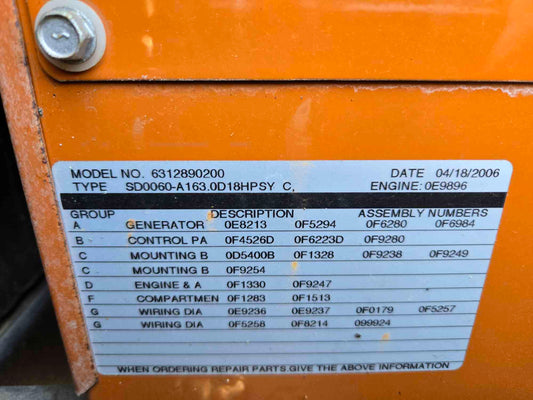 MODEL NO. 6312890200 DATE 04/18/2006
TYPE SD0060-A163.0D18HPSY C, ENGINE: 0E9896
GROUP DESCRIPTION ASSEMBLY NUMBERS
A GENERATOR 0E8213 0F5294 0F6280 0F6984
B CONTROL PA 0F4526D 0F6223D 0F9280
C MOUNTING B 0D5400B 0F1328 0F9238 0F9249
C MOUNTING B 0F9254
D ENGINE & A 0F1330 0F9247
F COMPARTMEN 0F1283 0F1513
G WIRING DIA 0E9236 0E9237 0F0179 0F5257
G WIRING DIA 0F5258 0F8214 099924
WHEN ORDERING REPAIR PARTS,GIVE THE ABOVE INFORMATION